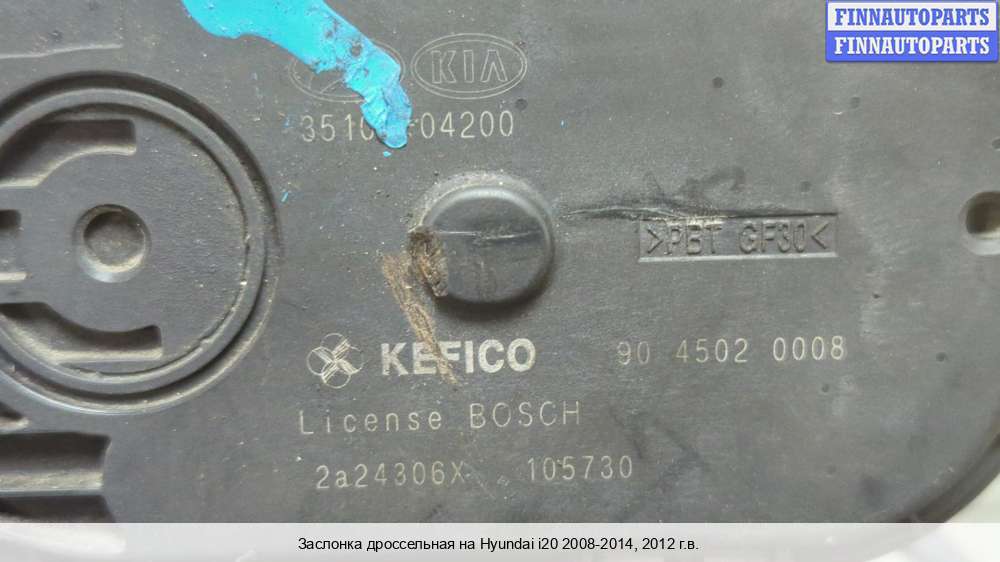 FINNAUTOPARTS
FINNAUTOPARTS
KIA
04200
>PBT GF30<
KEFICO 90 4502 0008
License BOSCH
2a24306X 105730
Заслонка дроссельная на Hyundai i20 2008-2014, 2012 г.в.